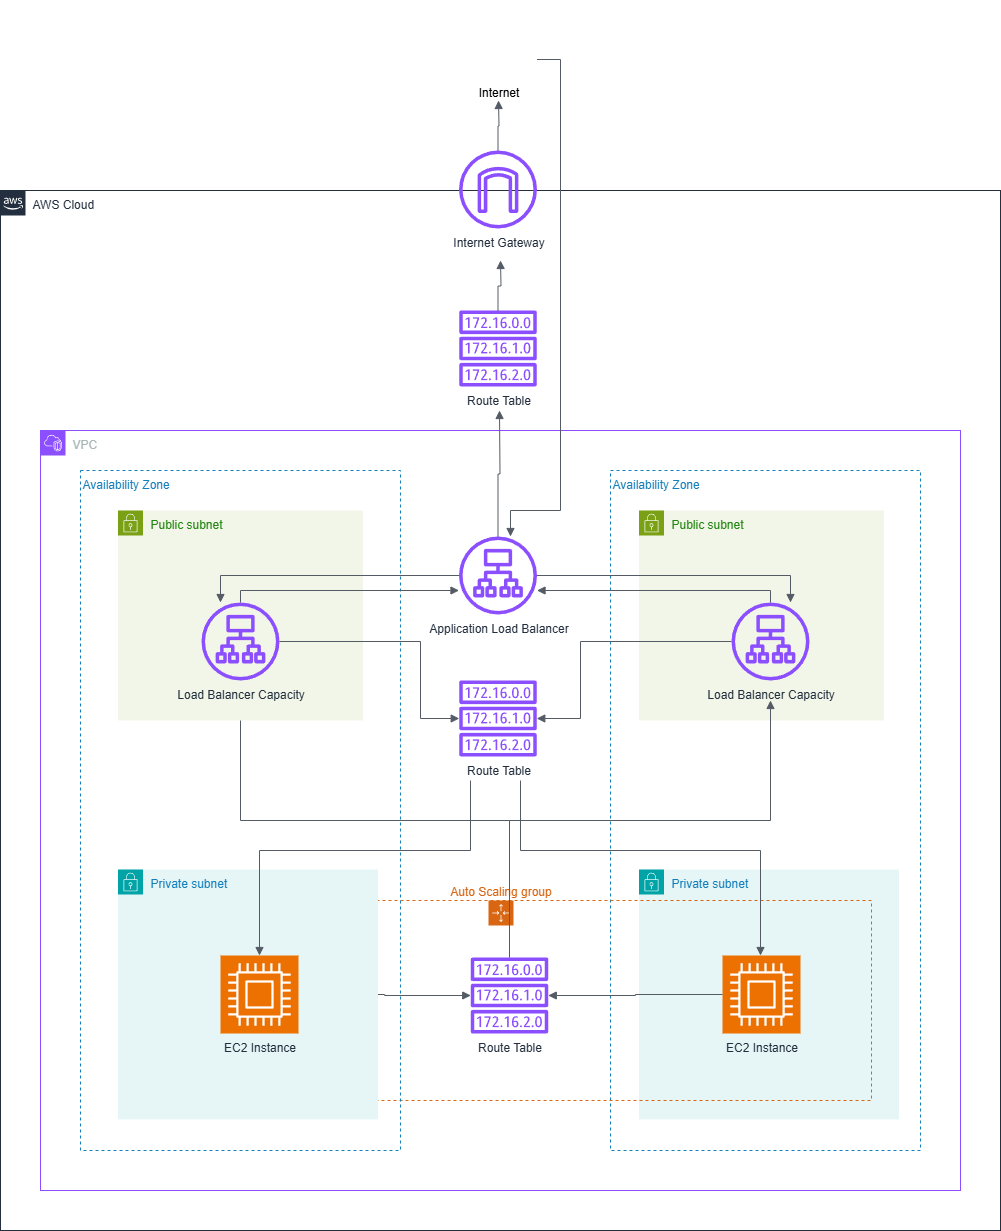 Internet
aws
AWS Cloud
Internet Gateway
172.16.0.0
172.16.1.0
172.16.2.0
Route Table
VPC
Availability Zone
Availability Zone
Public subnet
Public subnet
Application Load Balancer
Load Balancer Capacity
Load Balancer Capacity
172.16.0.0
172.16.1.0
172.16.2.0
Route Table
Private subnet
Auto Scaling group
Private subnet
172.16.0.0
172.16.1.0
172.16.2.0
EC2 Instance
Route Table
EC2 Instance